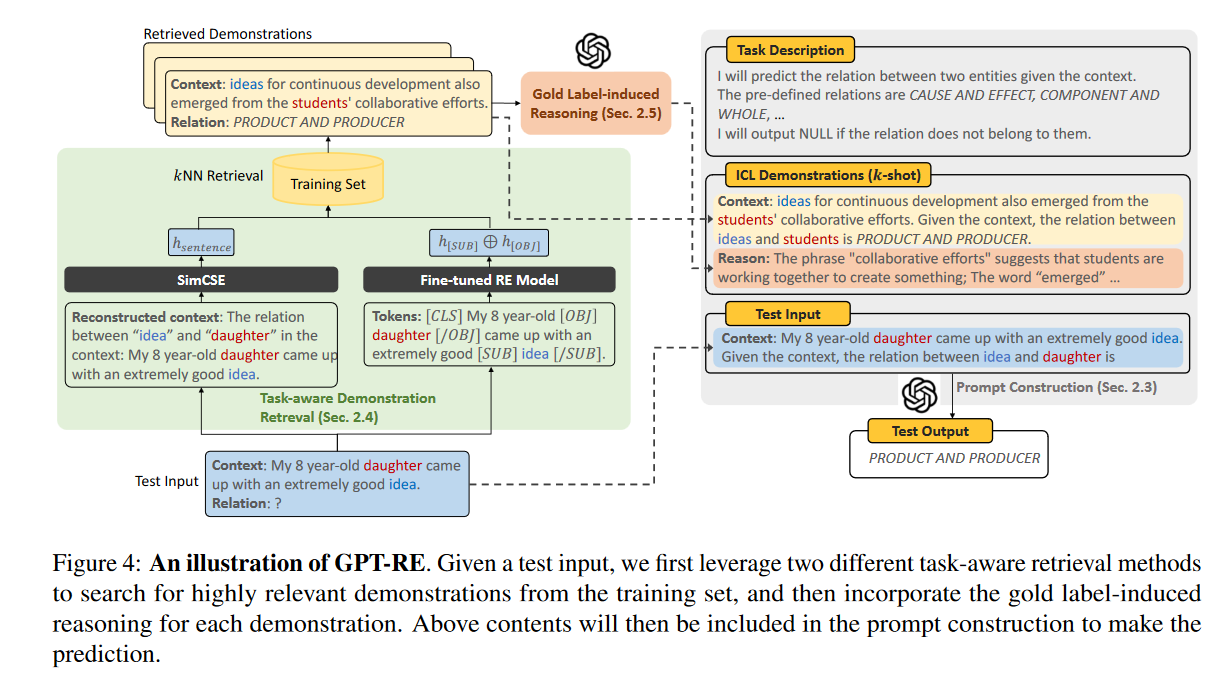 Retrieved Demonstrations
Context: ideas for continuous development also
emerged from the students' collaborative efforts.
Relation: PRODUCT AND PRODUCER
Gold Label-induced
Reasoning (Sec. 2.5)
kNN Retrieval
Training Set
h_sentence
h_[SUB] ⊕ h_[OBJ]
SimCSE
Fine-tuned RE Model
Reconstructed context: The relation
between “idea” and “daughter” in the
context: My 8 year-old daughter came up
with an extremely good idea.
Tokens: [CLS] My 8 year-old [OBJ]
daughter [/OBJ] came up with an
extremely good [SUB] idea [/SUB].
Task-aware Demonstration
Retreval (Sec. 2.4)
Test Input
Context: My 8 year-old daughter came
up with an extremely good idea.
Relation: ?
Task Description
I will predict the relation between two entities given the context.
The pre-defined relations are CAUSE AND EFFECT, COMPONENT AND
WHOLE, …
I will output NULL if the relation does not belong to them.
ICL Demonstrations (k-shot)
Context: ideas for continuous development also emerged from the
students' collaborative efforts. Given the context, the relation between
ideas and students is PRODUCT AND PRODUCER.
Reason: The phrase "collaborative efforts" suggests that students are
working together to create something; The word “emerged” …
Test Input
Context: My 8 year-old daughter came up with an extremely good idea.
Given the context, the relation between idea and daughter is
Prompt Construction (Sec. 2.3)
Test Output
PRODUCT AND PRODUCER
Figure 4: An illustration of GPT-RE. Given a test input, we first leverage two different task-aware retrieval methods
to search for highly relevant demonstrations from the training set, and then incorporate the gold label-induced
reasoning for each demonstration. Above contents will then be included in the prompt construction to make the
prediction.